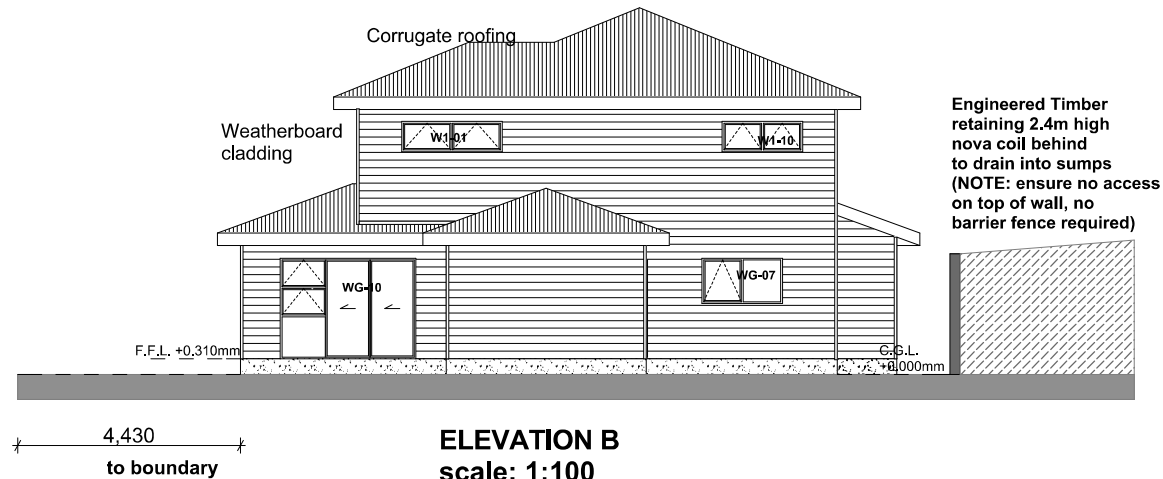 Corrugate roofing
Weatherboard
cladding
W1-01
W1-10
Engineered Timber
retaining 2.4m high
nova coil behind
to drain into sumps
(NOTE: ensure no access
on top of wall, no
barrier fence required)
WG-10
WG-07
F.F.L. +0.310mm
C.G.L.
+0.000mm
4,430
to boundary
ELEVATION B
scale: 1:100